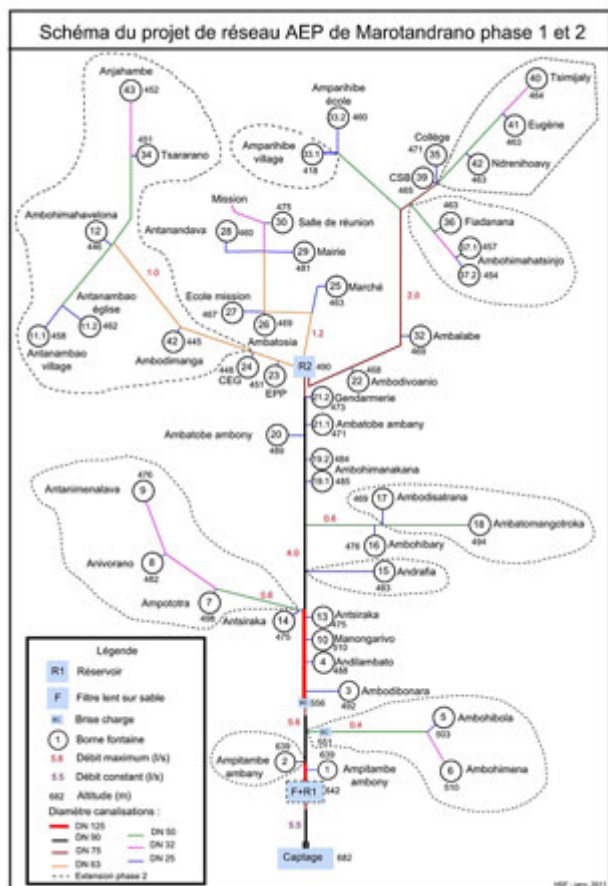 Schéma du projet de réseau AEP de Marotandrano phase 1 et 2
Anjahambe
43
452
451
34
Tsararano
Ambohimahavelona
12
446
1.0
Antanambao
église
11.1
458
11.2
462
Antanambao
village
42
445
Ambodimanga
Amparihibe
école
33.2
460
Amparihibe
village
33.1
418
Collège
471
35
CSB
39
465
40
Tsimijaly
464
41
Eugène
463
42
Ndrenihoavy
463
463
36
Fiadanana
37.1
457
Ambohimahatsinjo
37.2
454
2.0
Mission
475
30
Salle de réunion
Antanandava
28
460
29
Mairie
481
Ecole mission
27
467
26
469
Ambatosia
25
Marché
463
1.2
32
Ambalabe
469
448
24
CEG
451
23
EPP
R2
490
468
22
Ambodivoanio
21.2
Gendarmerie
473
21.1
Ambatobe ambany
471
Ambatobe ambony
20
489
19.2
484
Ambohimanakana
19.1
485
469
17
Ambodisatrana
0.6
18
Ambatomangotroka
494
476
16
Ambohibary
15
Andrafia
483
4.0
476
Antanimenalava
9
Anivorano
8
482
Ampototra
7
498
0.8
Antsiraka
14
475
13
Antsiraka
475
10
Manongarivo
510
4
Andilambato
488
3
Ambodibonara
492
BC
556
5.6
BC
551
0.4
5
Ambohibola
503
6
Ambohimena
510
Ampitambe
ambany
639
2
639
1
Ampitambe
ambony
F+R1
642
5.5
Captage
682
Légende
R1
Réservoir
F
Filtre lent sur sable
BC
Brise charge
1
Borne fontaine
5.6
Débit maximum (l/s)
5.5
Débit constant (l/s)
682
Altitude (m)
Diamètre canalisations :
DN 125
DN 90
DN 75
DN 63
DN 50
DN 32
DN 25
Extension phase 2